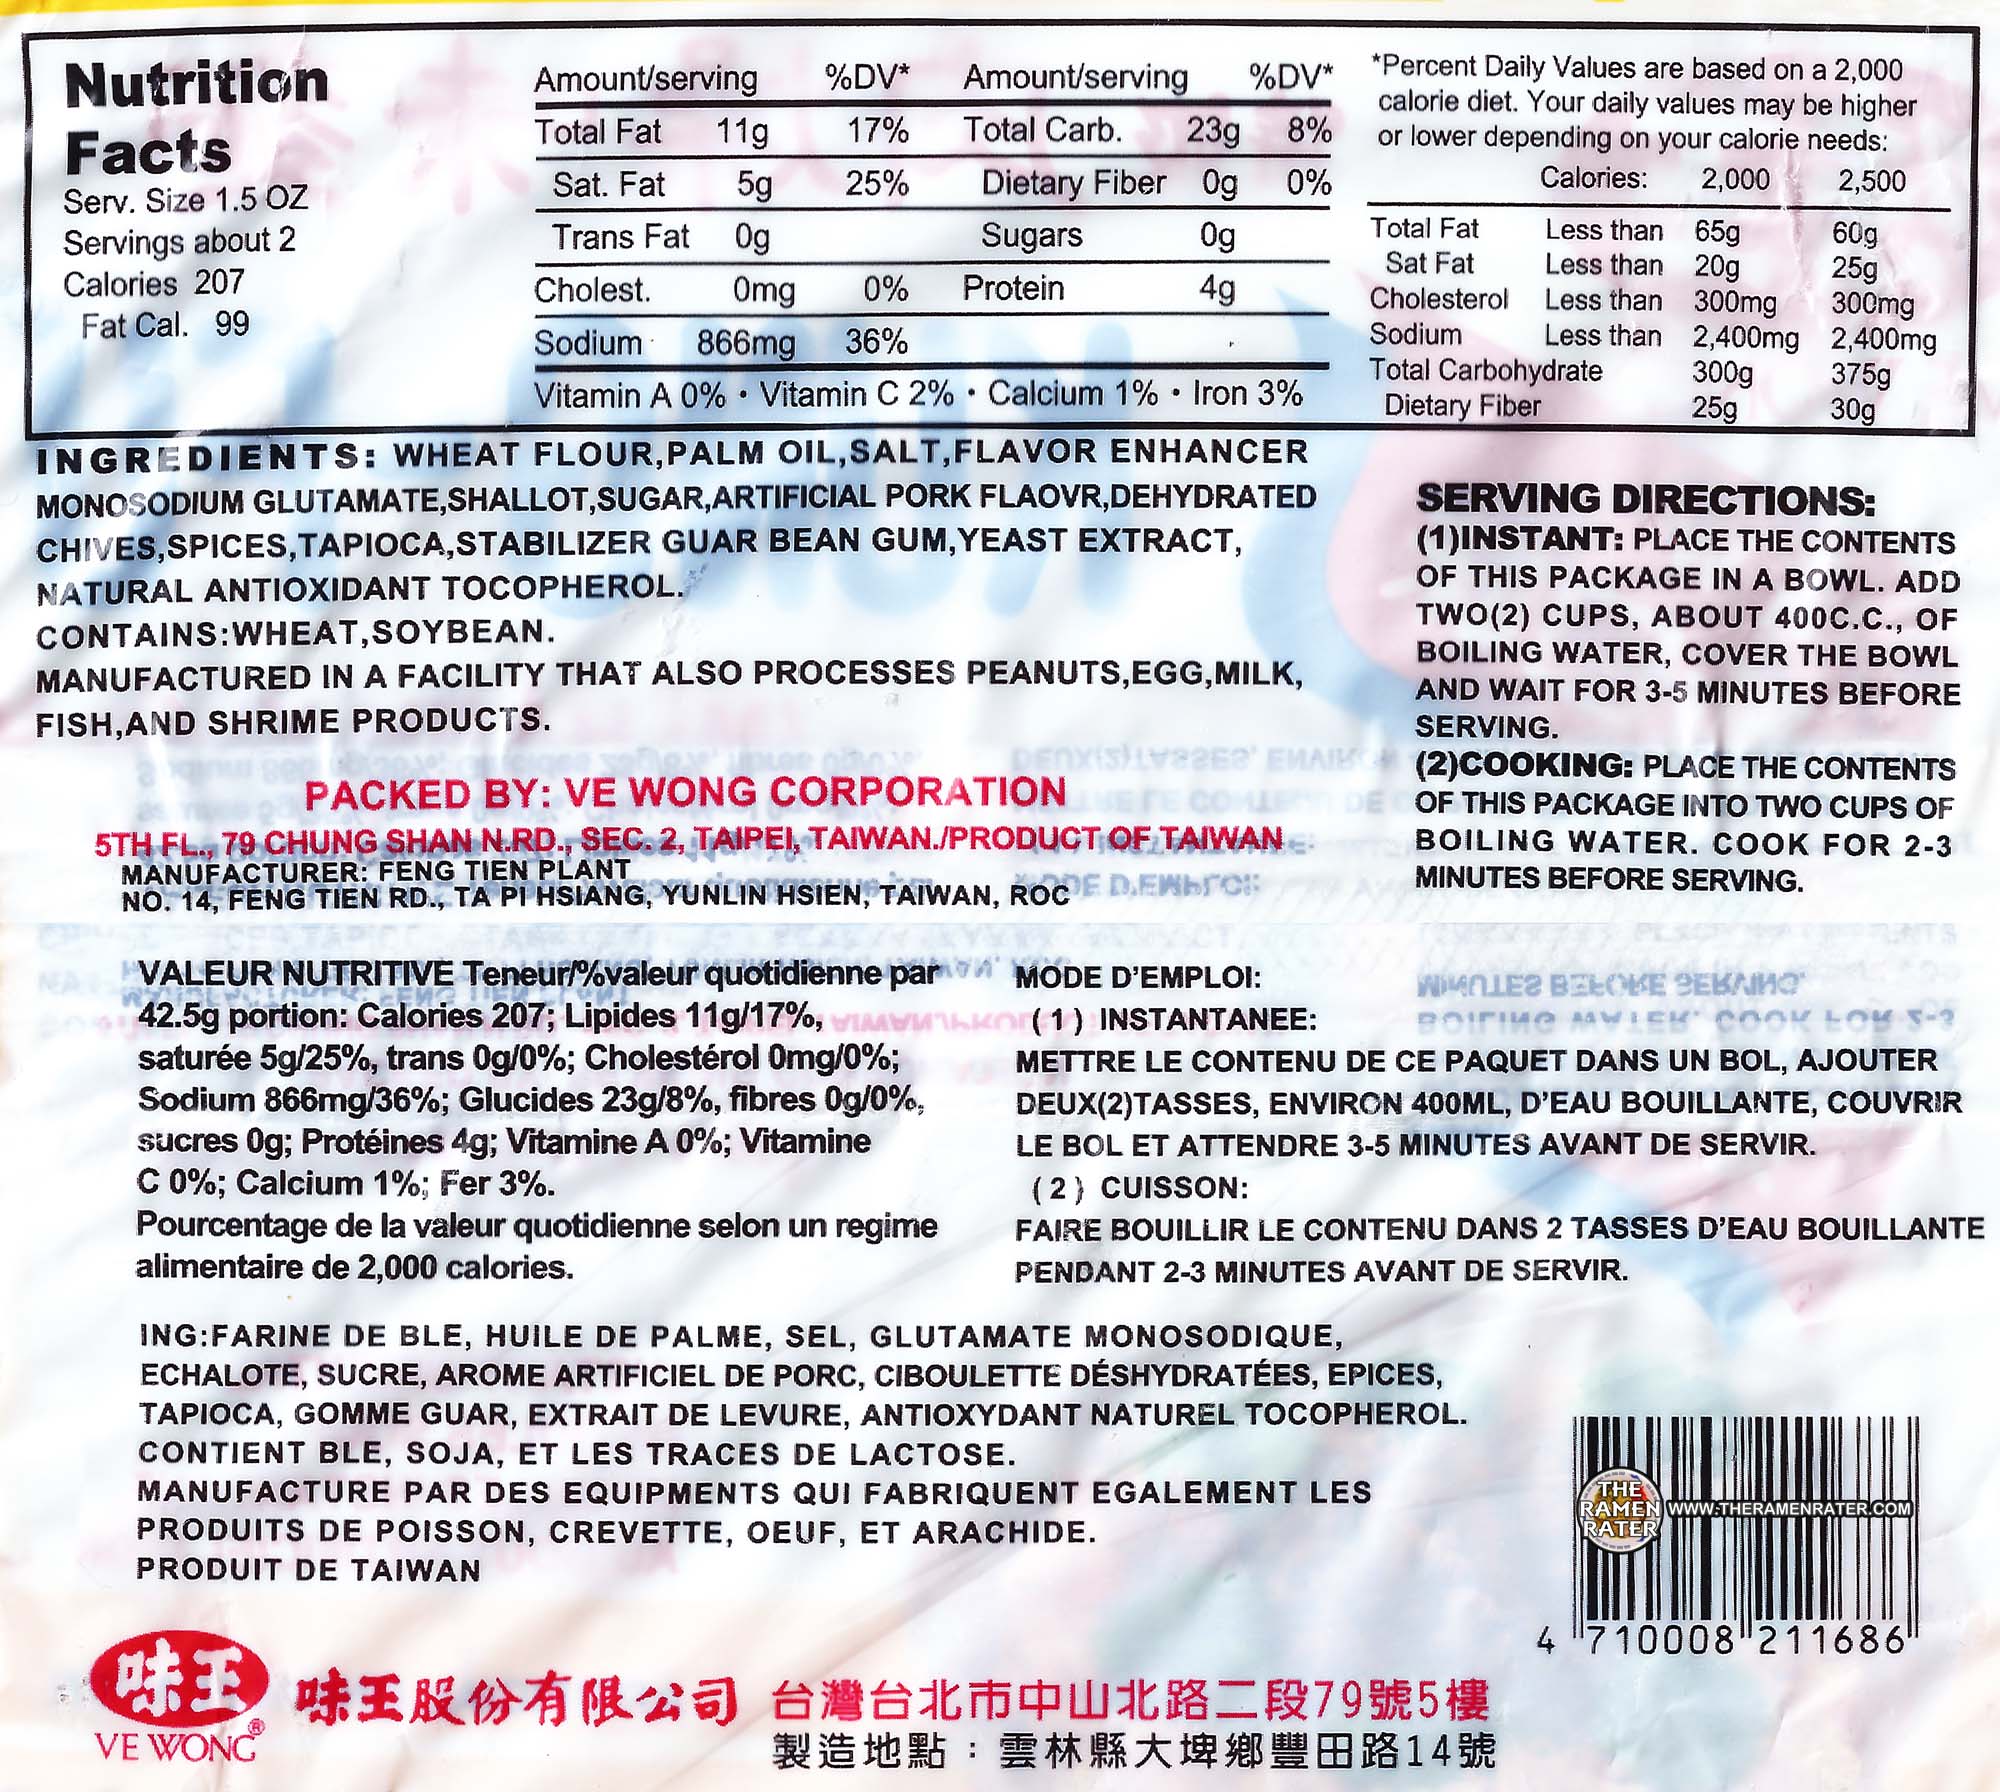 Nutrition
Facts
Serv. Size 1.5 OZ
Servings about 2
Calories 207
Fat Cal. 99
Amount/serving %DV* Amount/serving %DV*
Total Fat 11g 17% Total Carb. 23g 8%
Sat. Fat 5g 25% Dietary Fiber 0g 0%
Trans Fat 0g Sugars 0g
Cholest. 0mg 0% Protein 4g
Sodium 866mg 36%
Vitamin A 0% • Vitamin C 2% • Calcium 1% • Iron 3%
*Percent Daily Values are based on a 2,000
calorie diet. Your daily values may be higher
or lower depending on your calorie needs:
Calories: 2,000 2,500
Total Fat Less than 65g 60g
Sat Fat Less than 20g 25g
Cholesterol Less than 300mg 300mg
Sodium Less than 2,400mg 2,400mg
Total Carbohydrate 300g 375g
Dietary Fiber 25g 30g
INGREDIENTS: WHEAT FLOUR,PALM OIL,SALT,FLAVOR ENHANCER
MONOSODIUM GLUTAMATE,SHALLOT,SUGAR,ARTIFICIAL PORK FLAOVR,DEHYDRATED
CHIVES,SPICES,TAPIOCA,STABILIZER GUAR BEAN GUM,YEAST EXTRACT,
NATURAL ANTIOXIDANT TOCOPHEROL.
CONTAINS:WHEAT,SOYBEAN.
MANUFACTURED IN A FACILITY THAT ALSO PROCESSES PEANUTS,EGG,MILK,
FISH,AND SHRIME PRODUCTS.
SERVING DIRECTIONS:
(1)INSTANT: PLACE THE CONTENTS
OF THIS PACKAGE IN A BOWL. ADD
TWO(2) CUPS, ABOUT 400C.C., OF
BOILING WATER, COVER THE BOWL
AND WAIT FOR 3-5 MINUTES BEFORE
SERVING.
(2)COOKING: PLACE THE CONTENTS
OF THIS PACKAGE INTO TWO CUPS OF
BOILING WATER. COOK FOR 2-3
MINUTES BEFORE SERVING.
PACKED BY: VE WONG CORPORATION
5TH FL., 79 CHUNG SHAN N.RD., SEC. 2, TAIPEI, TAIWAN./PRODUCT OF TAIWAN
MANUFACTURER: FENG TIEN PLANT
NO. 14, FENG TIEN RD., TA PI HSIANG, YUNLIN HSIEN, TAIWAN, ROC
VALEUR NUTRITIVE Teneur/%valeur quotidienne par
42.5g portion: Calories 207; Lipides 11g/17%,
saturée 5g/25%, trans 0g/0%; Cholestérol 0mg/0%;
Sodium 866mg/36%; Glucides 23g/8%, fibres 0g/0%,
sucres 0g; Protéines 4g; Vitamine A 0%; Vitamine
C 0%; Calcium 1%; Fer 3%.
Pourcentage de la valeur quotidienne selon un regime
alimentaire de 2,000 calories.
MODE D'EMPLOI:
(1) INSTANTANEE:
METTRE LE CONTENU DE CE PAQUET DANS UN BOL, AJOUTER
DEUX(2)TASSES, ENVIRON 400ML, D'EAU BOUILLANTE, COUVRIR
LE BOL ET ATTENDRE 3-5 MINUTES AVANT DE SERVIR.
(2) CUISSON:
FAIRE BOUILLIR LE CONTENU DANS 2 TASSES D'EAU BOUILLANTE
PENDANT 2-3 MINUTES AVANT DE SERVIR.
ING:FARINE DE BLE, HUILE DE PALME, SEL, GLUTAMATE MONOSODIQUE,
ECHALOTE, SUCRE, AROME ARTIFICIEL DE PORC, CIBOULETTE DÉSHYDRATÉES, EPICES,
TAPIOCA, GOMME GUAR, EXTRAIT DE LEVURE, ANTIOXYDANT NATUREL TOCOPHEROL.
CONTIENT BLE, SOJA, ET LES TRACES DE LACTOSE.
MANUFACTURE PAR DES EQUIPMENTS QUI FABRIQUENT EGALEMENT LES
PRODUITS DE POISSON, CREVETTE, OEUF, ET ARACHIDE.
PRODUIT DE TAIWAN
THE
RAMEN
RATER
WWW.THERAMENRATER.COM
4 710008 211686
味王
VE WONG®
味王股份有限公司 台灣台北市中山北路二段79號5樓
製造地點：雲林縣大埤鄉豐田路14號